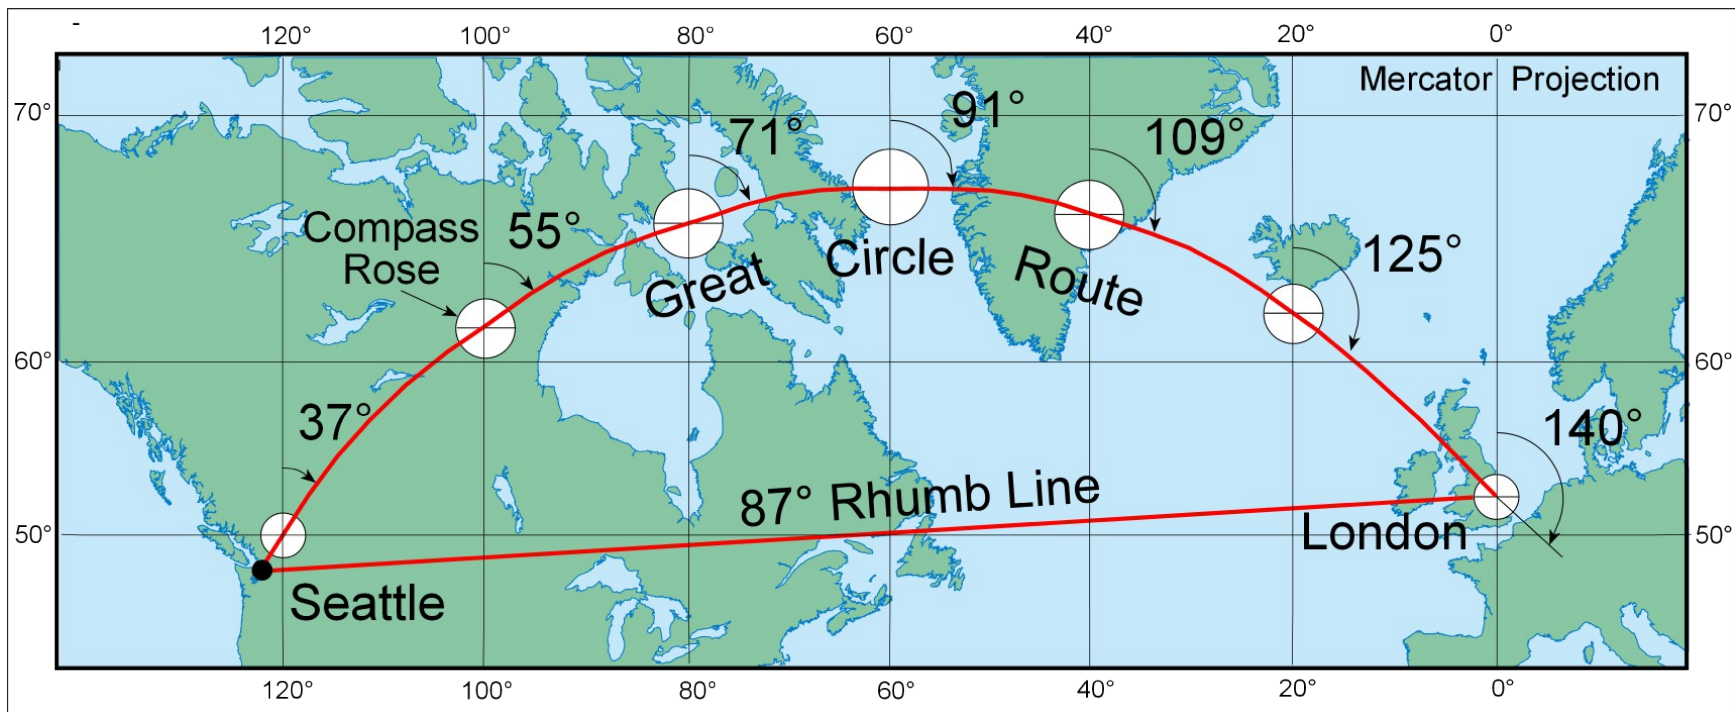 -
120° 100° 80° 60° 40° 20° 0°
Mercator Projection
70° 70°
91°
71° 109°
Compass
Rose
55°
Great Circle Route
125°
60° 60°
37°
140°
87° Rhumb Line
London
50° 50°
Seattle
120° 100° 80° 60° 40° 20° 0°